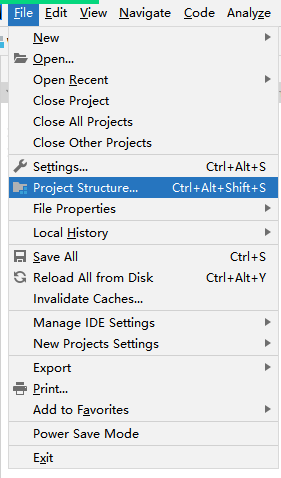 File Edit View Navigate Code Analyze
New
Open...
Open Recent
Close Project
Close All Projects
Close Other Projects
Settings... Ctrl+Alt+S
Project Structure... Ctrl+Alt+Shift+S
File Properties
Local History
Save All Ctrl+S
Reload All from Disk Ctrl+Alt+Y
Invalidate Caches...
Manage IDE Settings
New Projects Settings
Export
Print...
Add to Favorites
Power Save Mode
Exit